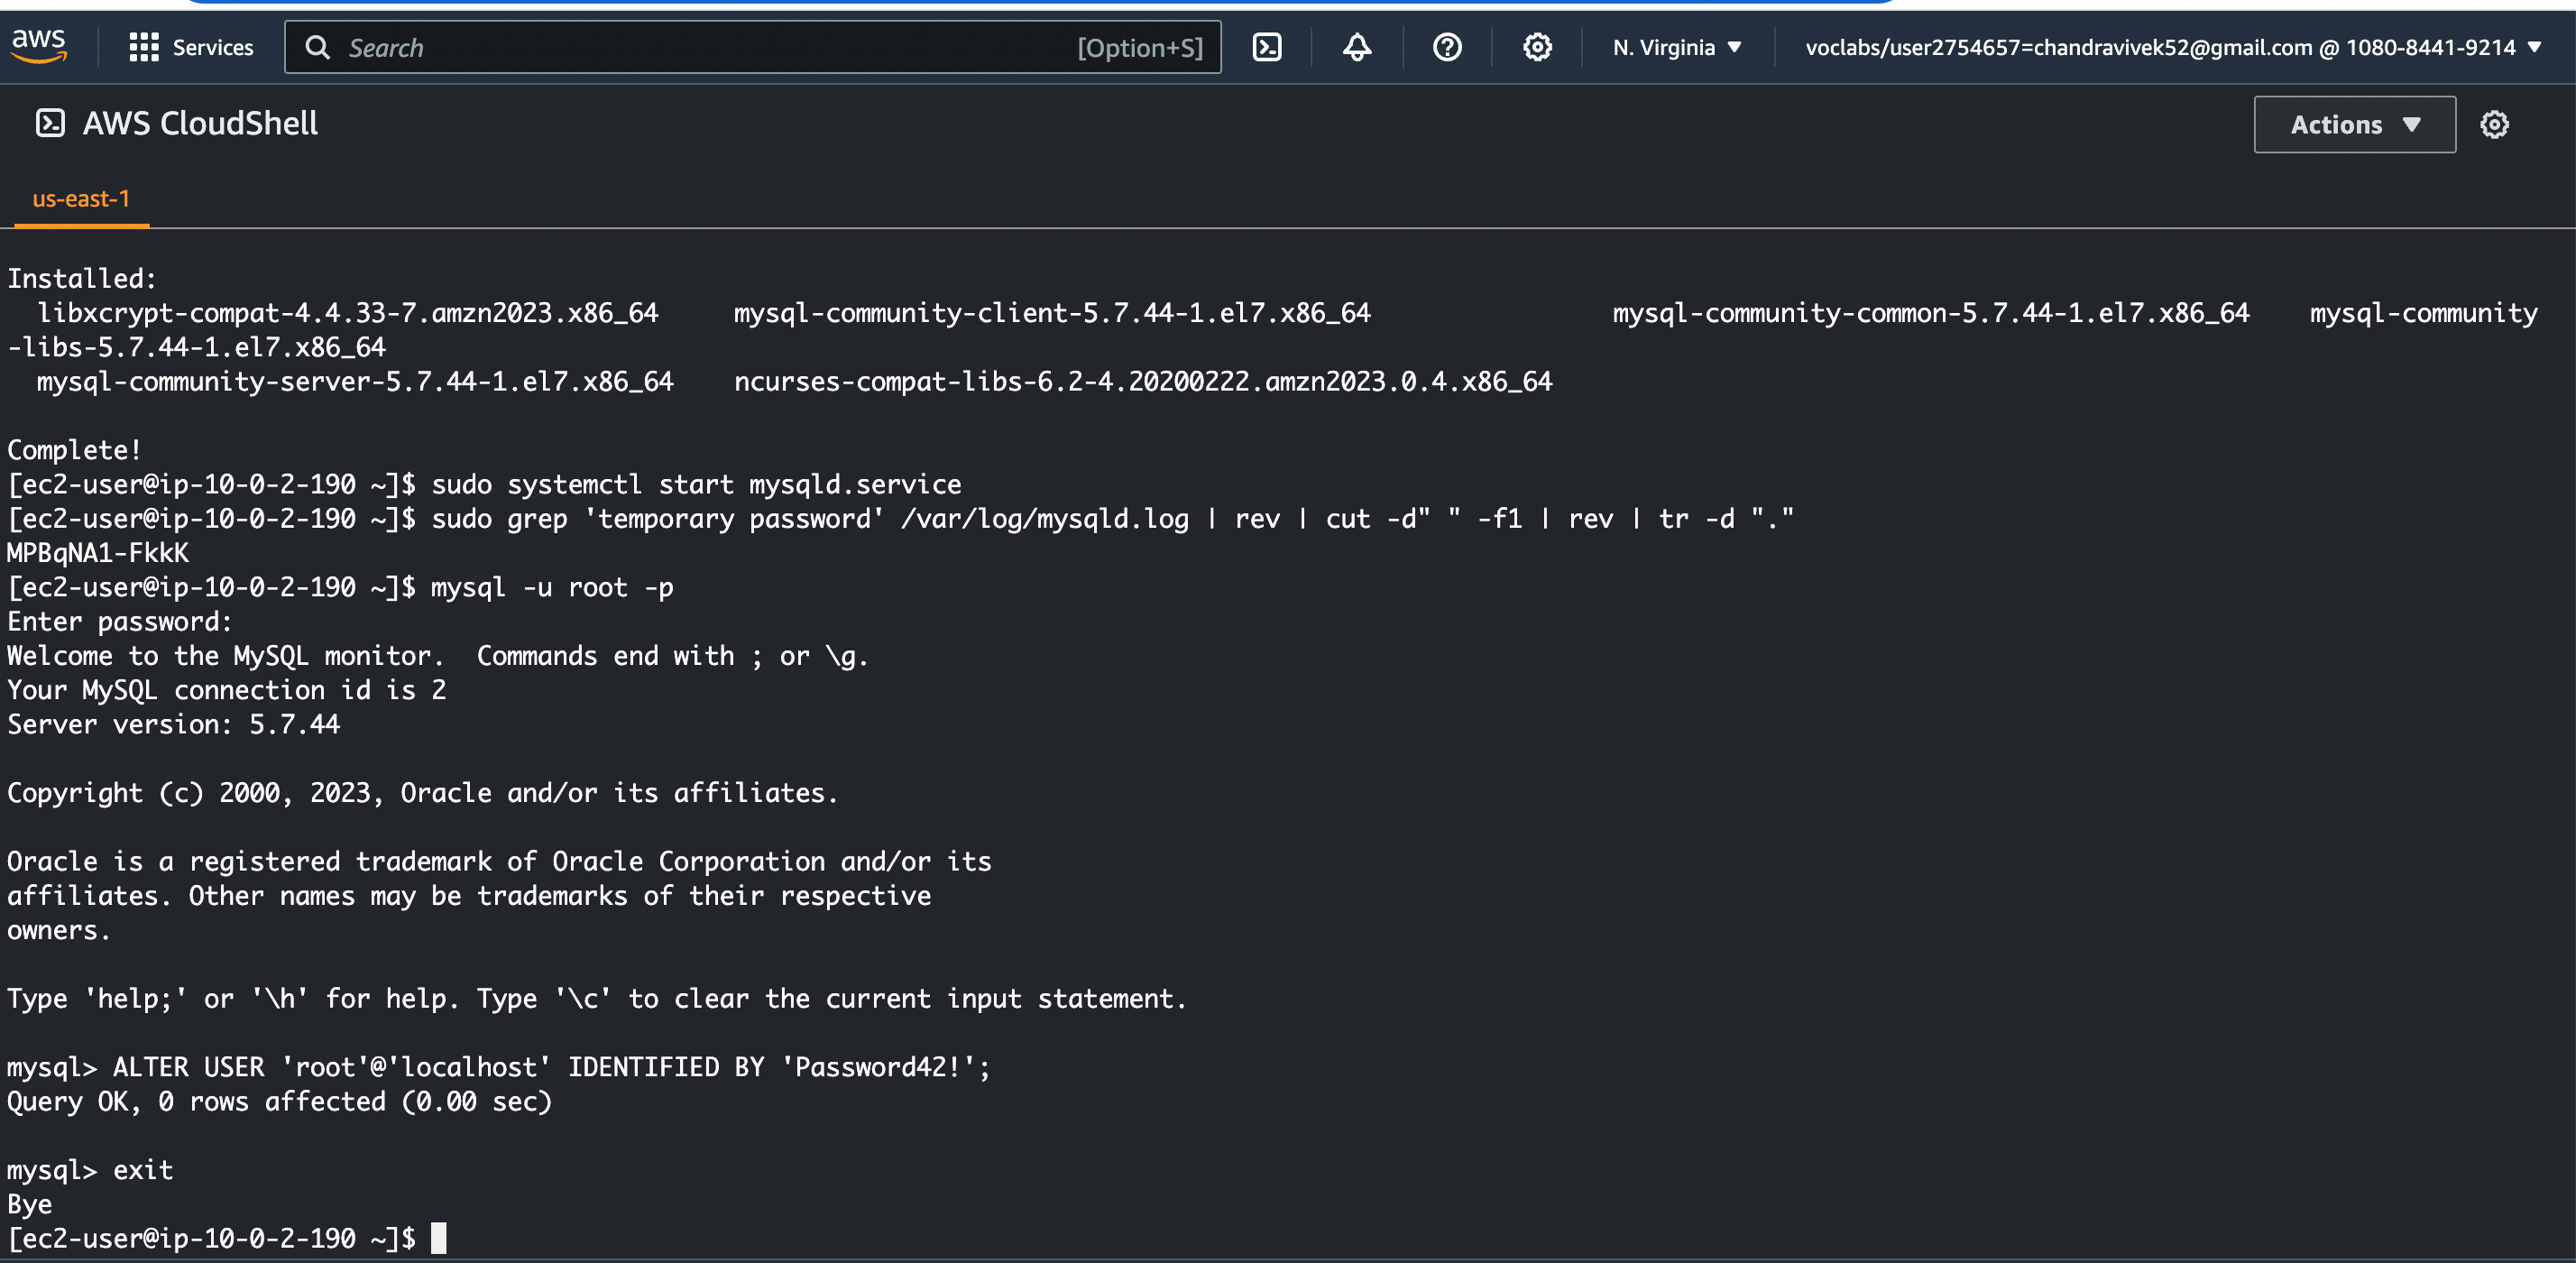 aws
Services
Search
[Option+S]
N. Virginia
voclabs/user2754657=chandravivek52@gmail.com @ 1080-8441-9214
AWS CloudShell
Actions
us-east-1
Installed:
  libxcrypt-compat-4.4.33-7.amzn2023.x86_64     mysql-community-client-5.7.44-1.el7.x86_64                mysql-community-common-5.7.44-1.el7.x86_64    mysql-community
-libs-5.7.44-1.el7.x86_64
  mysql-community-server-5.7.44-1.el7.x86_64    ncurses-compat-libs-6.2-4.20200222.amzn2023.0.4.x86_64
Complete!
[ec2-user@ip-10-0-2-190 ~]$ sudo systemctl start mysqld.service
[ec2-user@ip-10-0-2-190 ~]$ sudo grep 'temporary password' /var/log/mysqld.log | rev | cut -d" " -f1 | rev | tr -d "."
MPBqNA1-FkkK
[ec2-user@ip-10-0-2-190 ~]$ mysql -u root -p
Enter password:
Welcome to the MySQL monitor.  Commands end with ; or \g.
Your MySQL connection id is 2
Server version: 5.7.44
Copyright (c) 2000, 2023, Oracle and/or its affiliates.
Oracle is a registered trademark of Oracle Corporation and/or its
affiliates. Other names may be trademarks of their respective
owners.
Type 'help;' or '\h' for help. Type '\c' to clear the current input statement.
mysql> ALTER USER 'root'@'localhost' IDENTIFIED BY 'Password42!';
Query OK, 0 rows affected (0.00 sec)
mysql> exit
Bye
[ec2-user@ip-10-0-2-190 ~]$